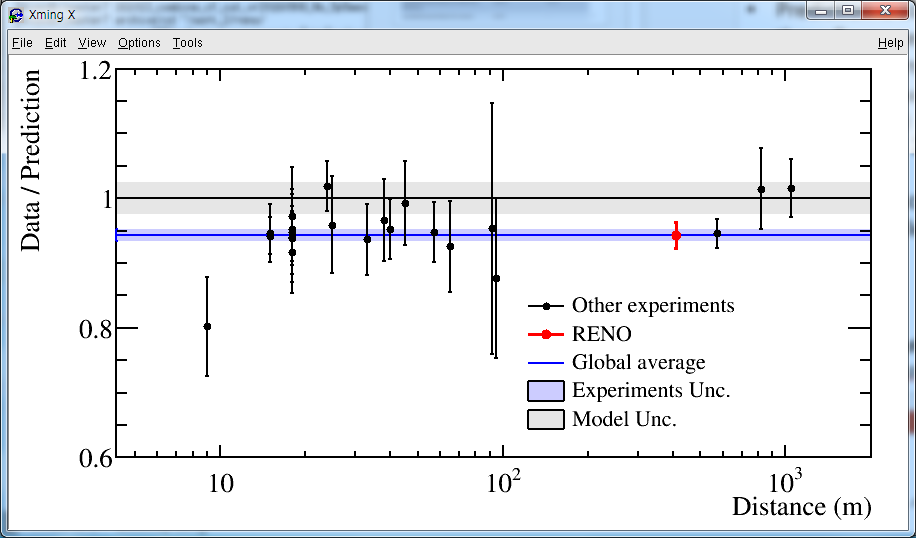 Xming X
File Edit View Options Tools Help
Data / Prediction
1.2
1
0.8
0.6
Other experiments
RENO
Global average
Experiments Unc.
Model Unc.
10 10² 10³
Distance (m)